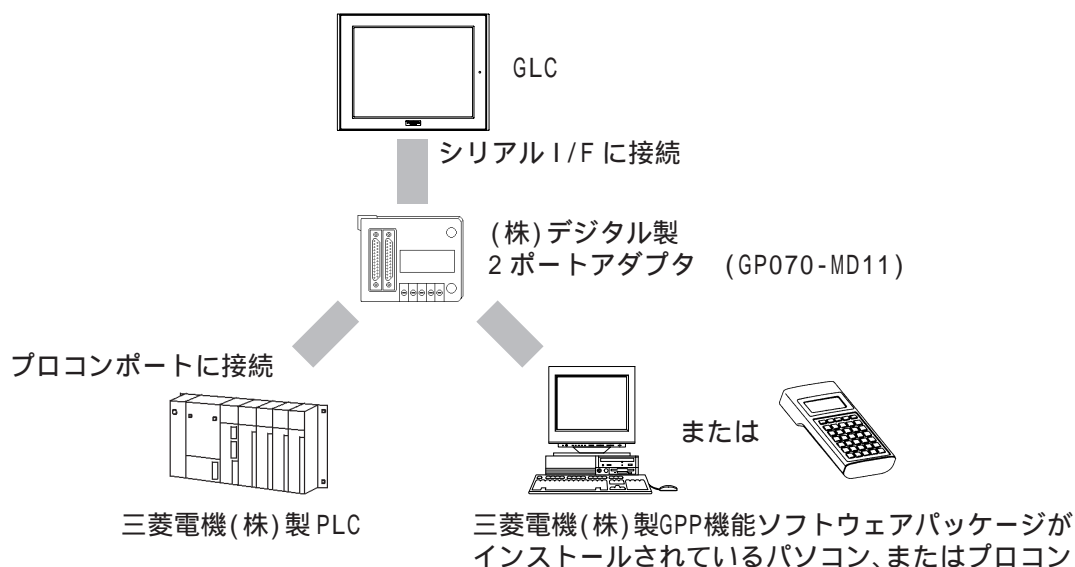 GLC
シリアルI/Fに接続
(株)デジタル製
2ポートアダプタ (GP070-MD11)
プロコンポートに接続
または
三菱電機(株)製PLC
三菱電機(株)製GPP機能ソフトウェアパッケージが
インストールされているパソコン、またはプロコン